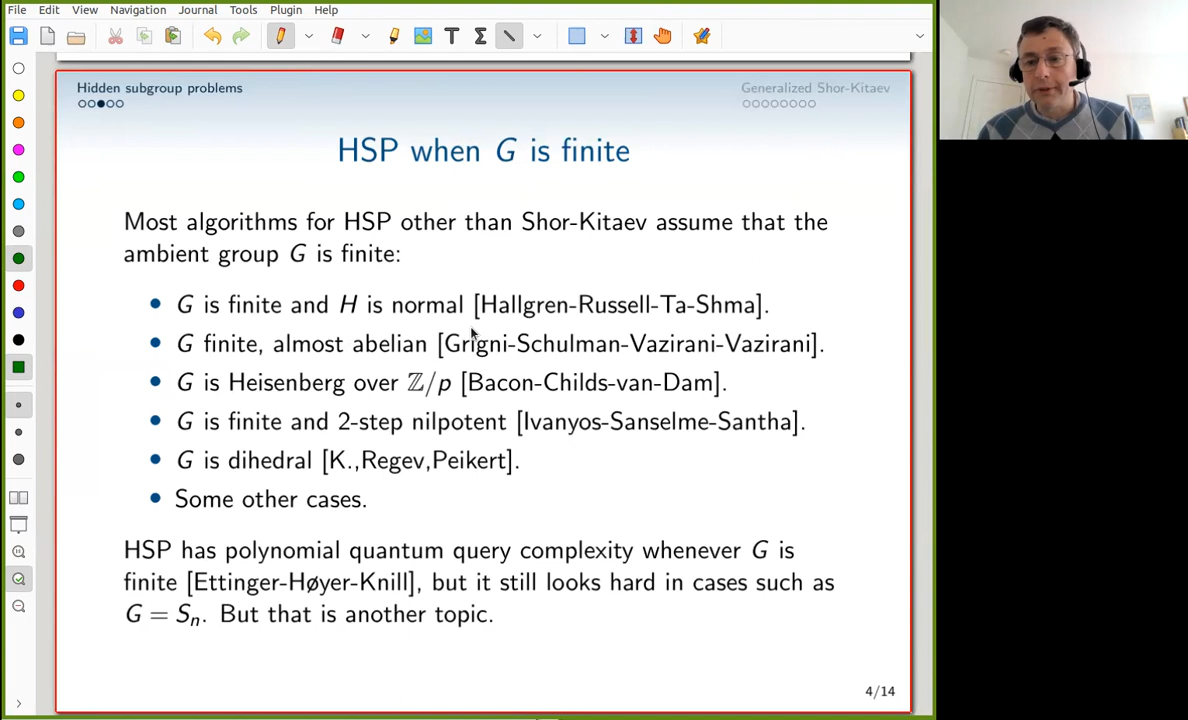 File Edit View Navigation Journal Tools Plugin Help
Hidden subgroup problems
Generalized Shor-Kitaev
HSP when G is finite
Most algorithms for HSP other than Shor-Kitaev assume that the
ambient group G is finite:
• G is finite and H is normal [Hallgren-Russell-Ta-Shma].
• G finite, almost abelian [Grigni-Schulman-Vazirani-Vazirani].
• G is Heisenberg over ℤ/p [Bacon-Childs-van-Dam].
• G is finite and 2-step nilpotent [Ivanyos-Sanselme-Santha].
• G is dihedral [K.,Regev,Peikert].
• Some other cases.
HSP has polynomial quantum query complexity whenever G is
finite [Ettinger-Høyer-Knill], but it still looks hard in cases such as
G = Sₙ. But that is another topic.
4/14